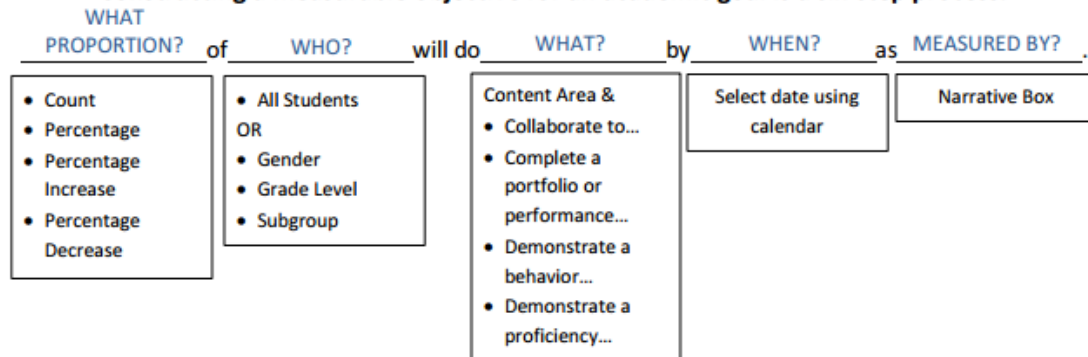 WHAT
PROPORTION? of WHO? will do WHAT? by WHEN? as MEASURED BY? .
• Count
• Percentage
• Percentage
Increase
• Percentage
Decrease
• All Students
OR
• Gender
• Grade Level
• Subgroup
Content Area &
• Collaborate to...
• Complete a
portfolio or
performance...
• Demonstrate a
behavior...
• Demonstrate a
proficiency...
Select date using
calendar
Narrative Box